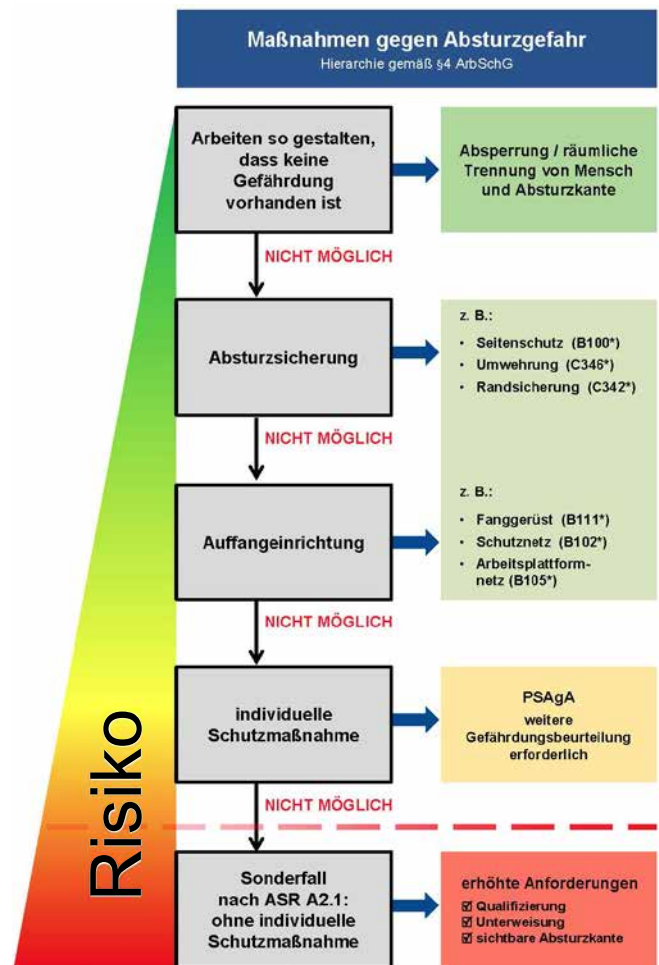 Maßnahmen gegen Absturzgefahr
Hierarchie gemäß §4 ArbSchG
Arbeiten so gestalten,
dass keine
Gefährdung
vorhanden ist
Absperrung / räumliche
Trennung von Mensch
und Absturzkante
NICHT MÖGLICH
Absturzsicherung
z. B.:
• Seitenschutz (B100*)
• Umwehrung (C346*)
• Randsicherung (C342*)
NICHT MÖGLICH
Auffangeinrichtung
z. B.:
• Fanggerüst (B111*)
• Schutznetz (B102*)
• Arbeitsplattform-
netz (B105*)
NICHT MÖGLICH
individuelle
Schutzmaßnahme
PSAgA
weitere
Gefährdungsbeurteilung
erforderlich
NICHT MÖGLICH
Sonderfall
nach ASR A2.1:
ohne individuelle
Schutzmaßnahme
erhöhte Anforderungen
☑ Qualifizierung
☑ Unterweisung
☑ sichtbare Absturzkante
Risiko